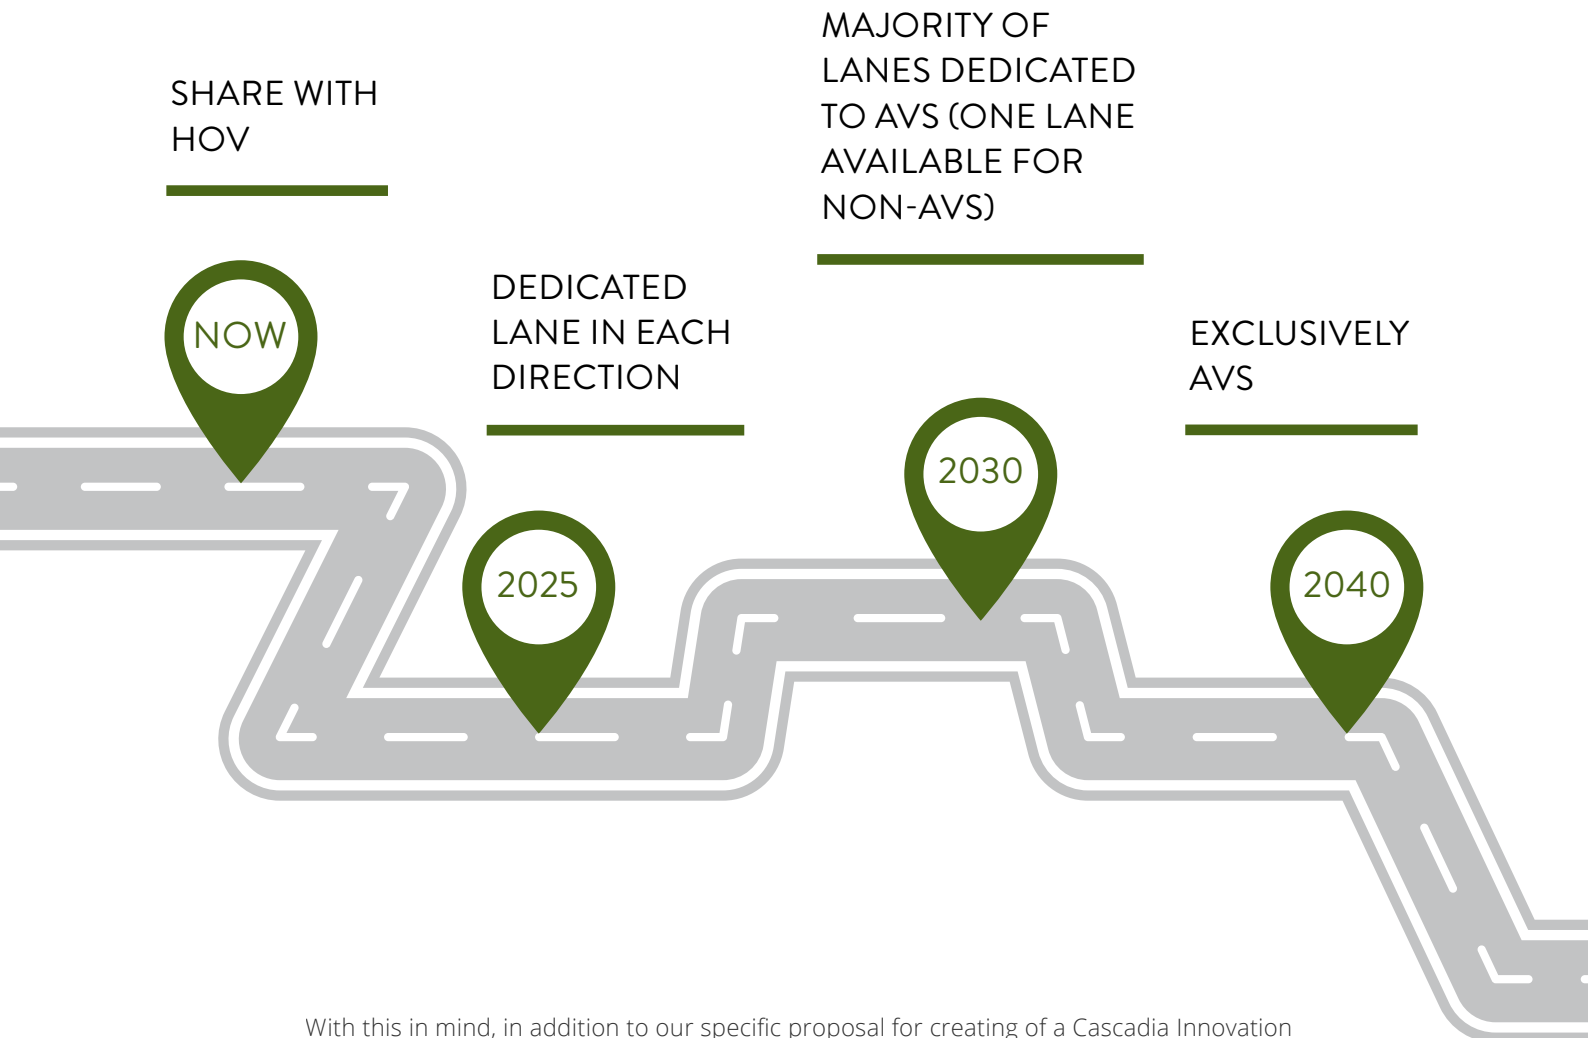 SHARE WITH
HOV
NOW
DEDICATED
LANE IN EACH
DIRECTION
2025
MAJORITY OF
LANES DEDICATED
TO AVS (ONE LANE
AVAILABLE FOR
NON-AVS)
2030
EXCLUSIVELY
AVS
2040
With this in mind, in addition to our specific proposal for creating of a Cascadia Innovation